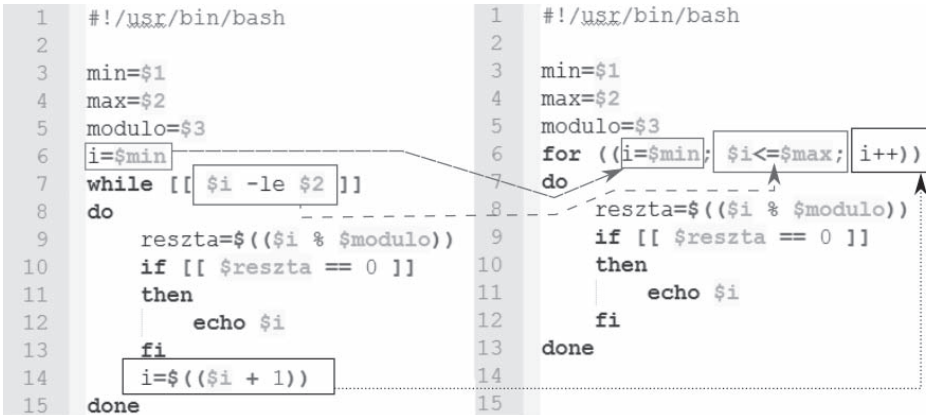 1 #!/usr/bin/bash
2
3 min=$1
4 max=$2
5 modulo=$3
6 i=$min
7 while [[ $i -le $2 ]]
8 do
9 reszta=$(($i % $modulo))
10 if [[ $reszta == 0 ]]
11 then
12 echo $i
13 fi
14 i=$(($i + 1))
15 done
1 #!/usr/bin/bash
2
3 min=$1
4 max=$2
5 modulo=$3
6 for ((i=$min; $i<=$max; i++))
7 do
8 reszta=$(($i % $modulo))
9 if [[ $reszta == 0 ]]
10 then
11 echo $i
12 fi
13 done
14
15